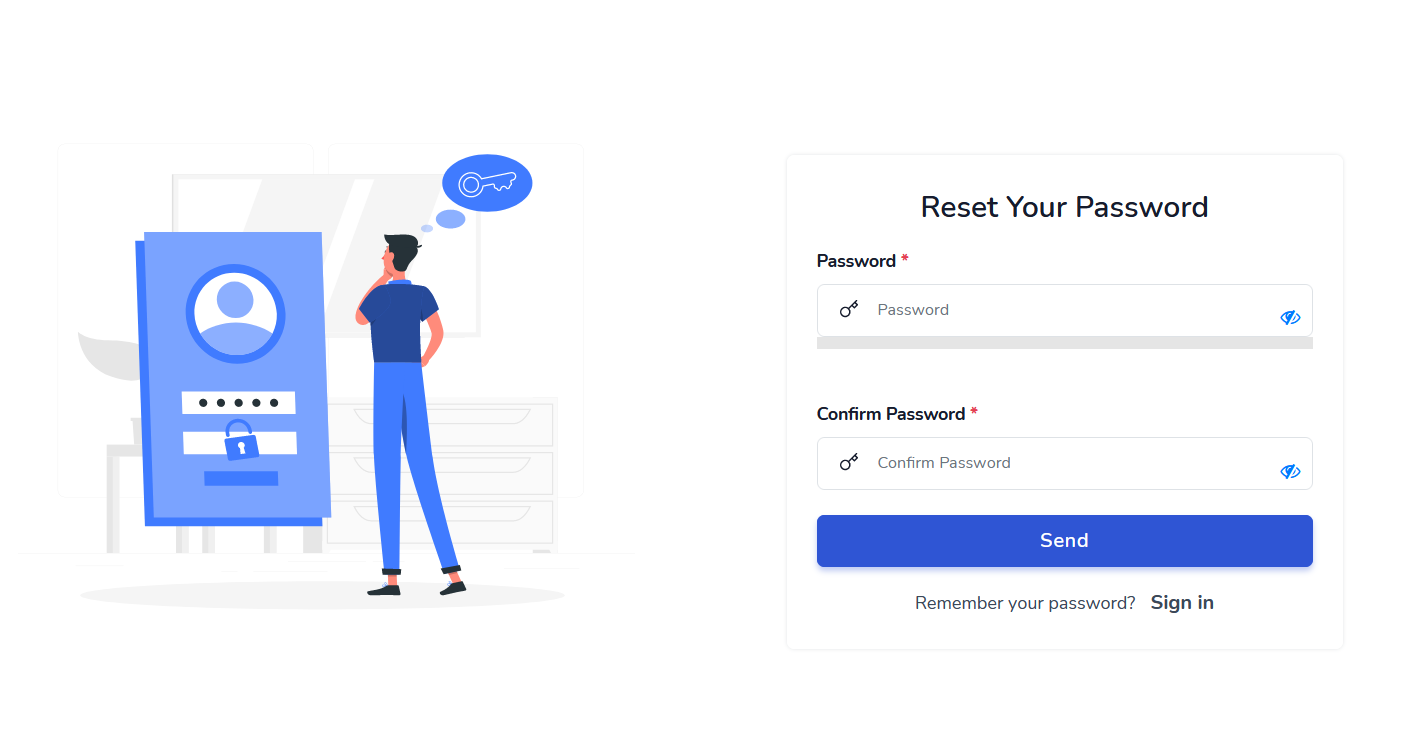 Reset Your Password
Password *
Password
Confirm Password *
Confirm Password
Send
Remember your password? Sign in